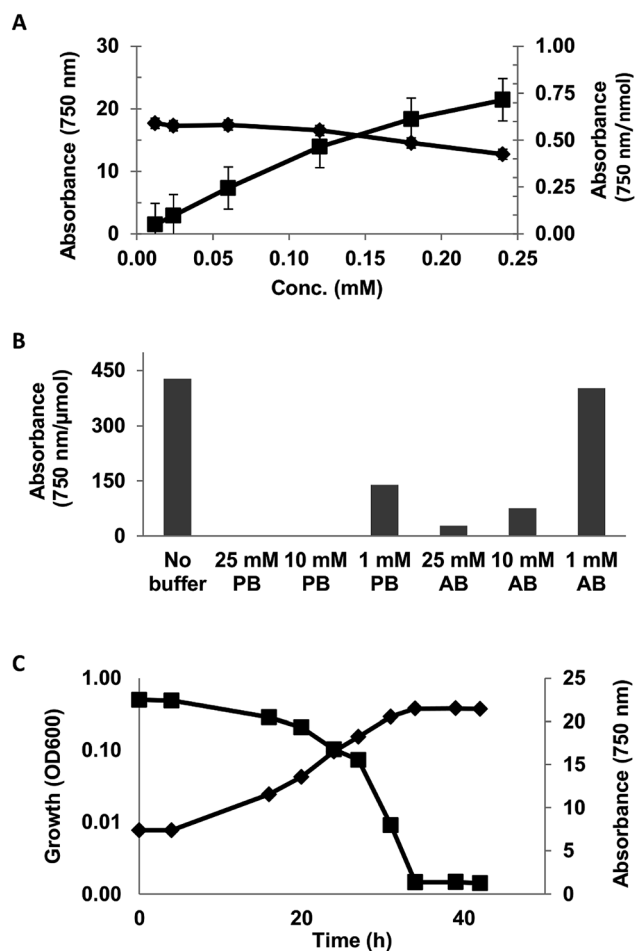 A
Absorbance (750 nm)
30
20
10
0
1.00
0.75
0.50
0.25
0.00
Absorbance
(750 nm/nmol)
0.00 0.05 0.10 0.15 0.20 0.25
Conc. (mM)
B
Absorbance
(750 nm/µmol)
450
300
150
0
No 25 mM 10 mM 1 mM 25 mM 10 mM 1 mM
buffer PB PB PB AB AB AB
C
Growth (OD600)
1.00
0.10
0.01
0.00
25
20
15
10
5
0
Absorbance (750 nm)
0 20 40
Time (h)